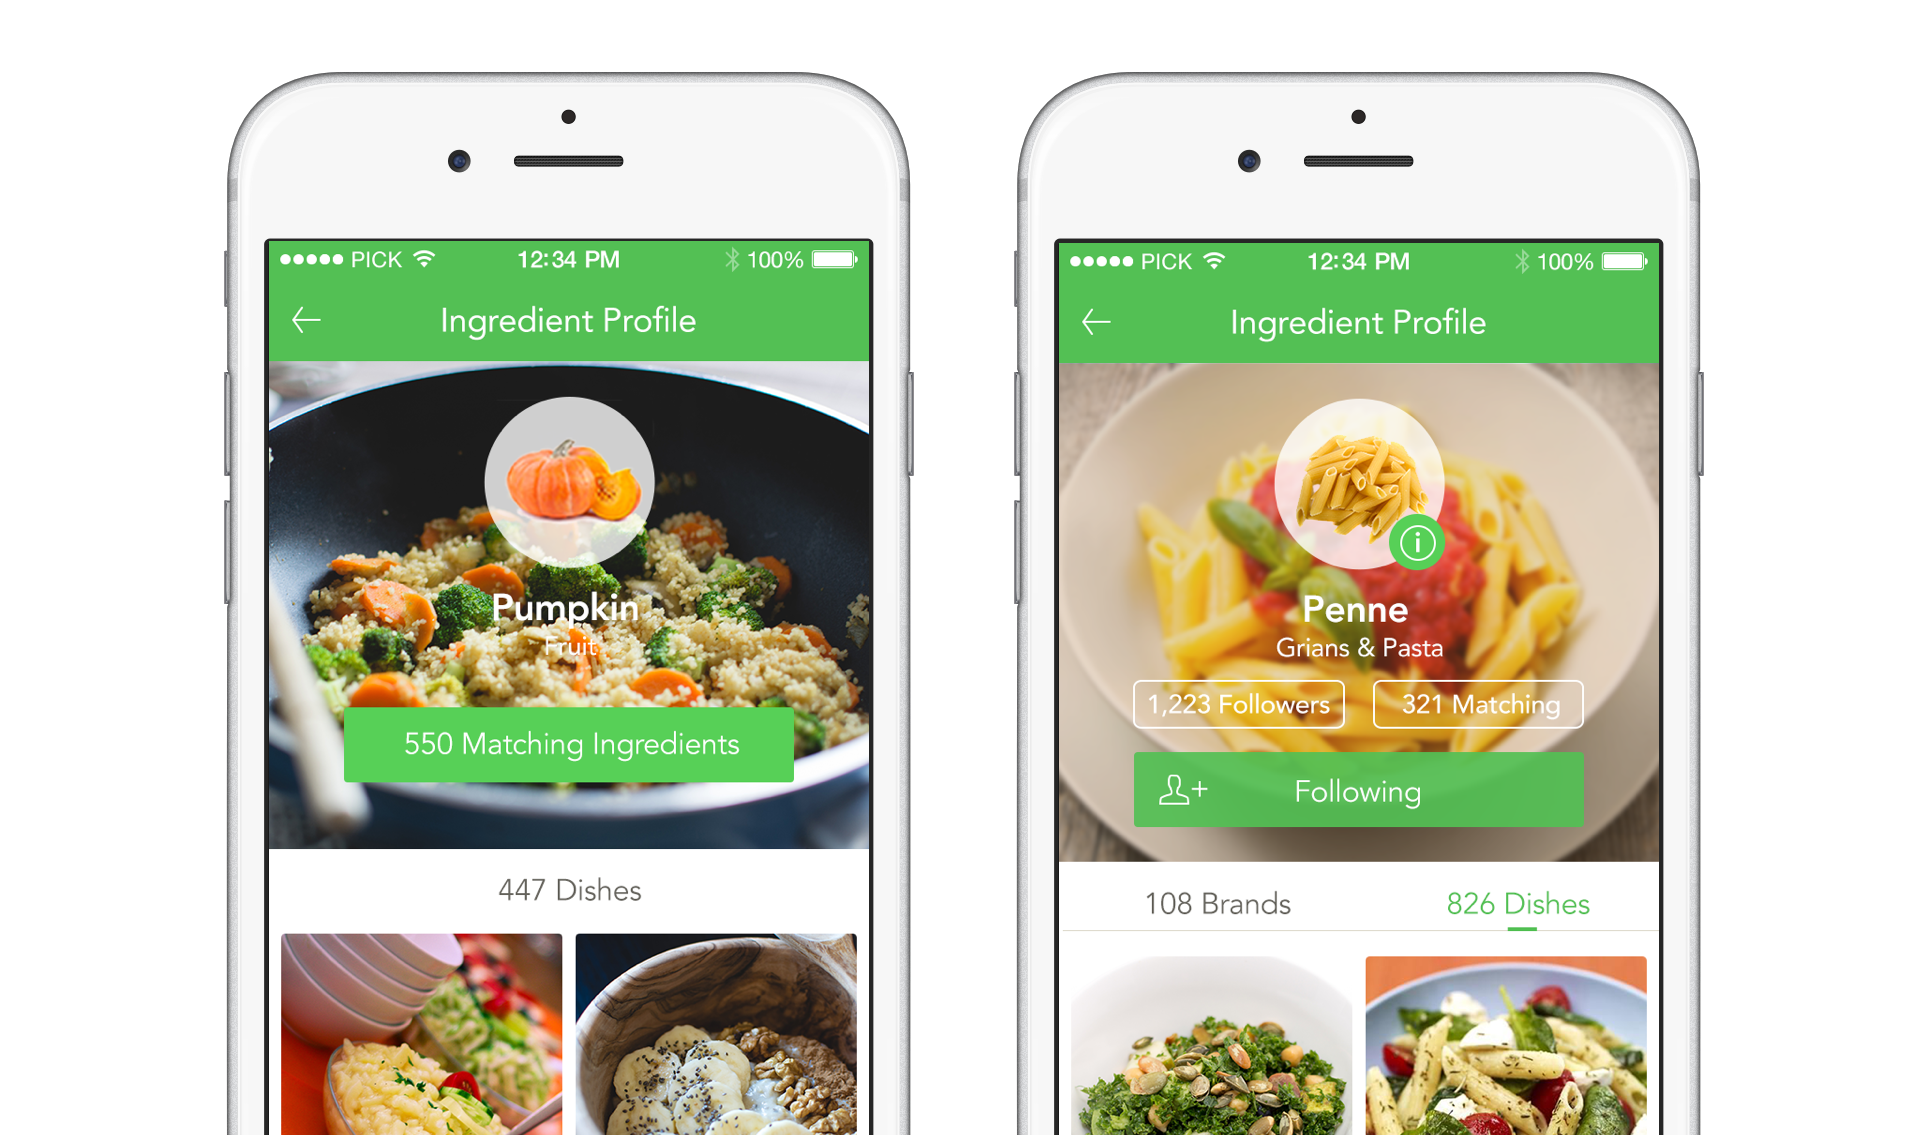 PICK 12:34 PM 100%
Ingredient Profile
Pumpkin
Fruit
550 Matching Ingredients
447 Dishes
PICK 12:34 PM 100%
Ingredient Profile
i
Penne
Grians & Pasta
1,223 Followers 321 Matching
Following
108 Brands 826 Dishes